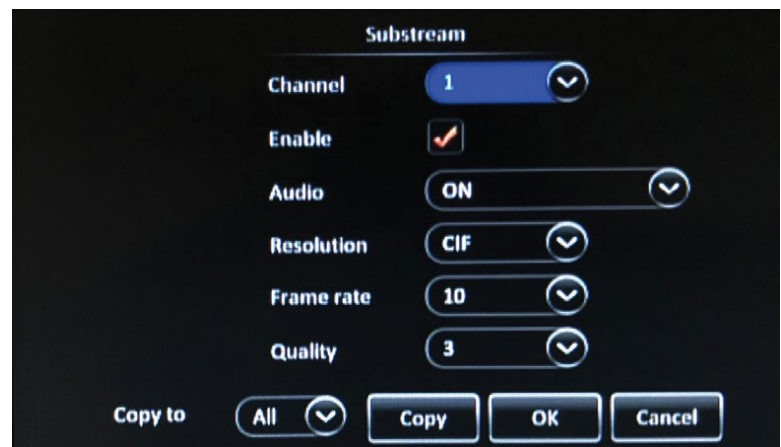 Substream
Channel 1
Enable
Audio ON
Resolution CIF
Frame rate 10
Quality 3
Copy to All Copy OK Cancel